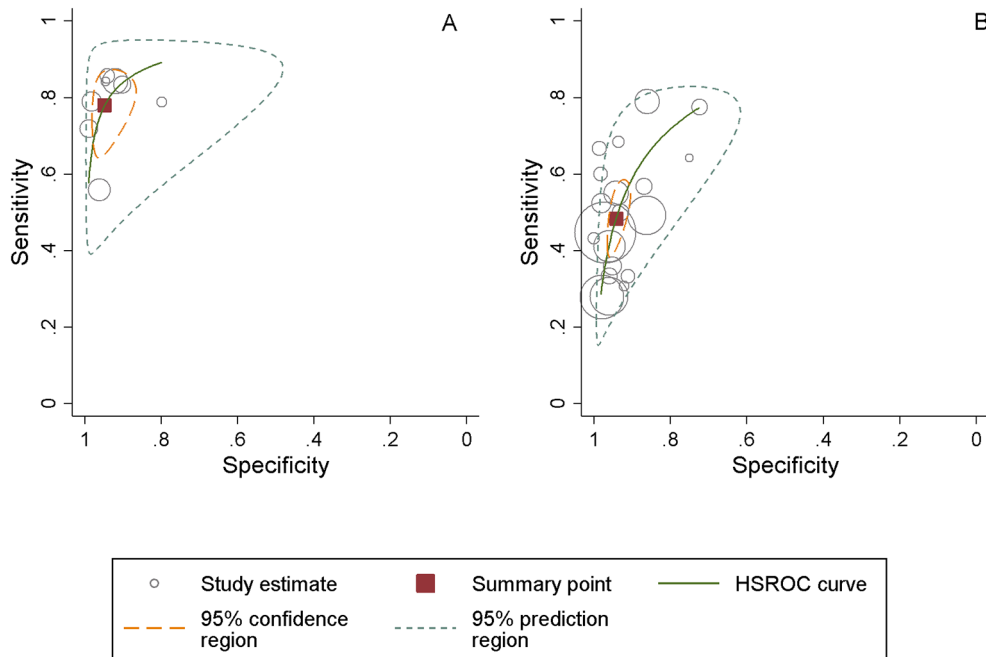 A
B
1
.8
.6
.4
.2
0
Sensitivity
1
.8
.6
.4
.2
0
Specificity
1
.8
.6
.4
.2
0
Sensitivity
1
.8
.6
.4
.2
0
Specificity
Study estimate
Summary point
HSROC curve
95% confidence
region
95% prediction
region